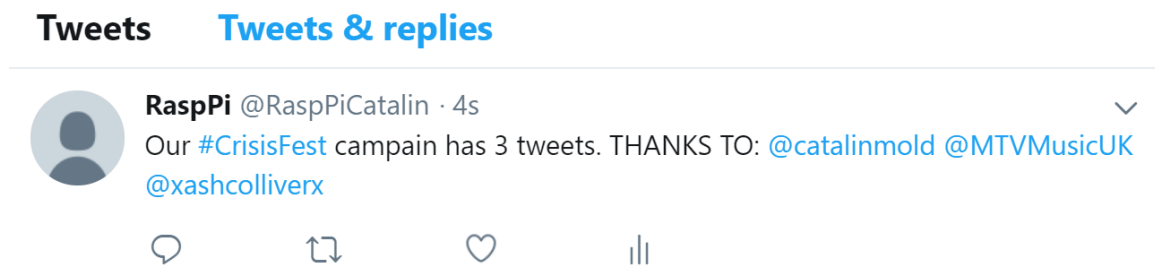 Tweets Tweets & replies
RaspPi @RaspPiCatalin · 4s
Our #CrisisFest campain has 3 tweets. THANKS TO: @catalinmold @MTVMusicUK
@xashcolliverx